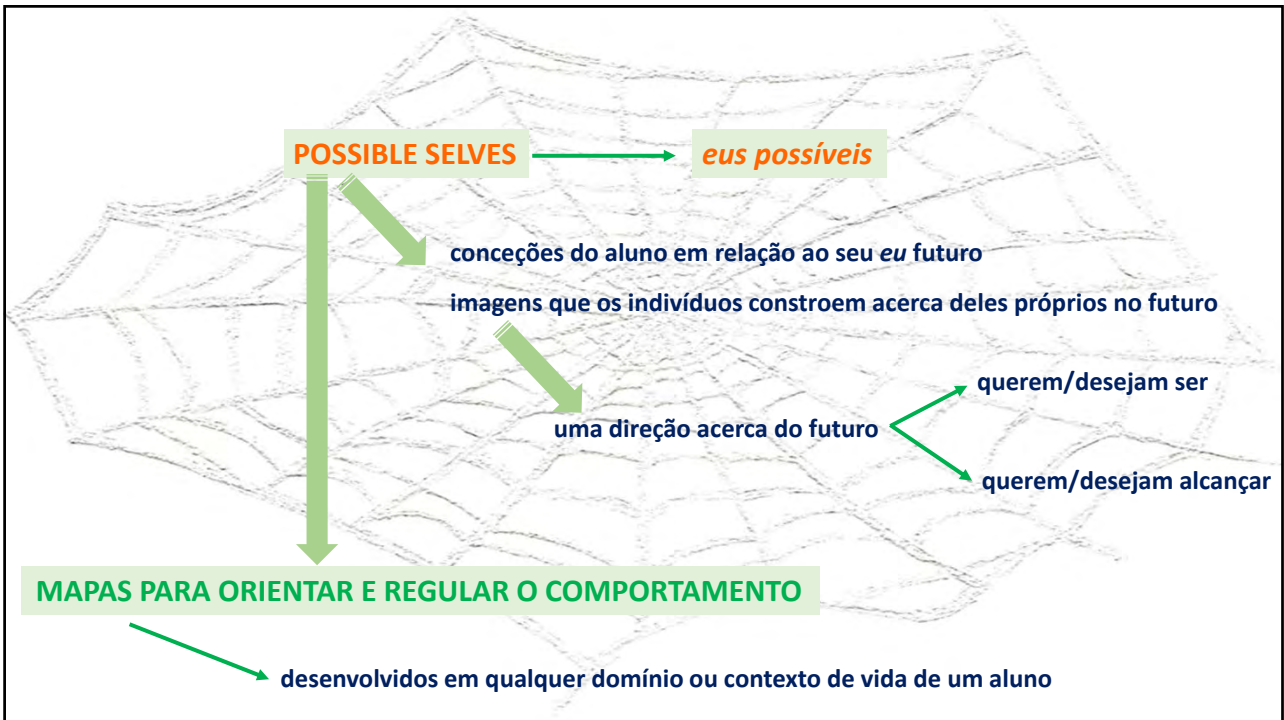 POSSIBLE SELVES
eus possíveis
conceções do aluno em relação ao seu eu futuro
imagens que os indivíduos constroem acerca deles próprios no futuro
querem/desejam ser
uma direção acerca do futuro
querem/desejam alcançar
MAPAS PARA ORIENTAR E REGULAR O COMPORTAMENTO
desenvolvidos em qualquer domínio ou contexto de vida de um aluno